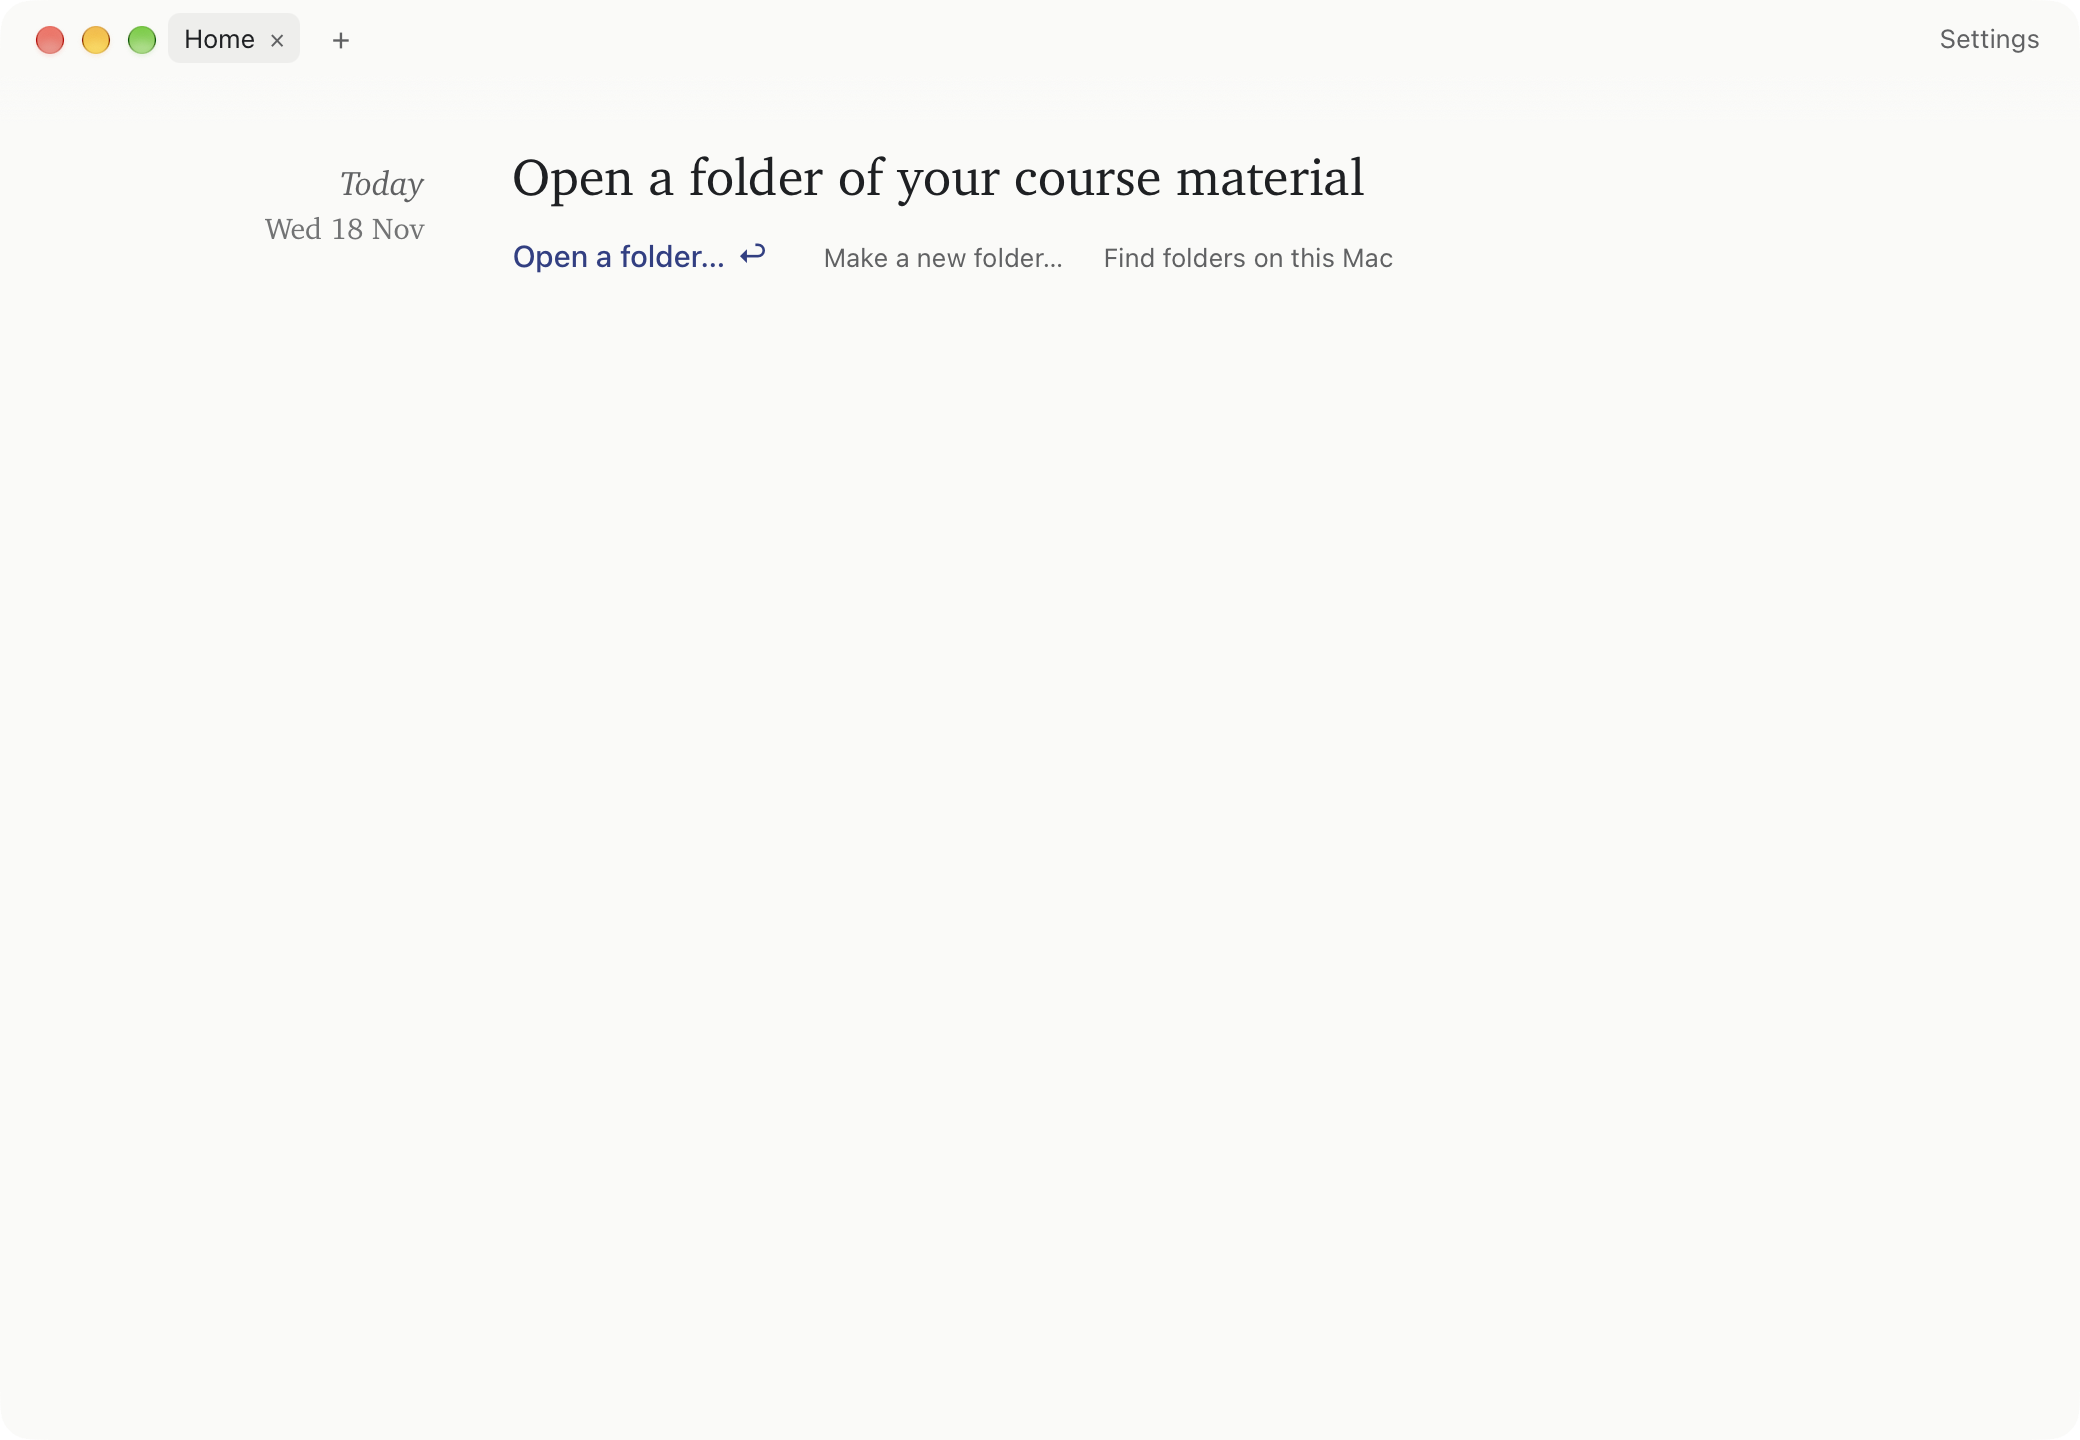 Home × +
Settings
Today
Wed 18 Nov
Open a folder of your course material
Open a folder... ↩ Make a new folder... Find folders on this Mac